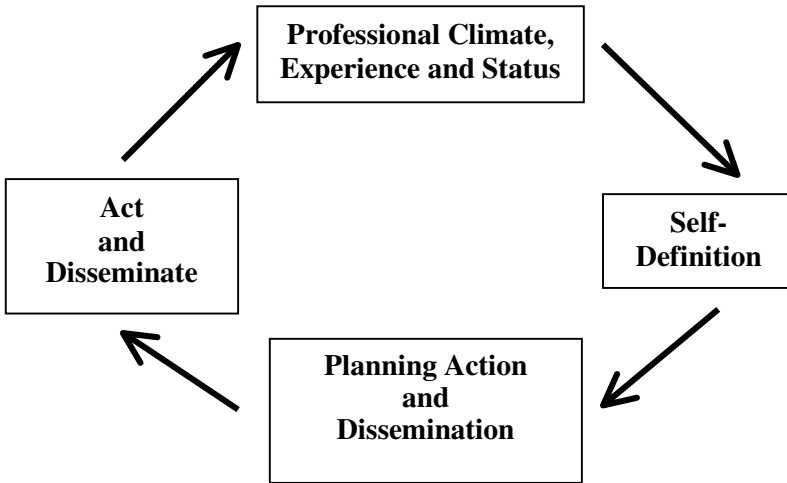 Professional Climate,
Experience and Status
Self-
Definition
Planning Action
and
Dissemination
Act
and
Disseminate